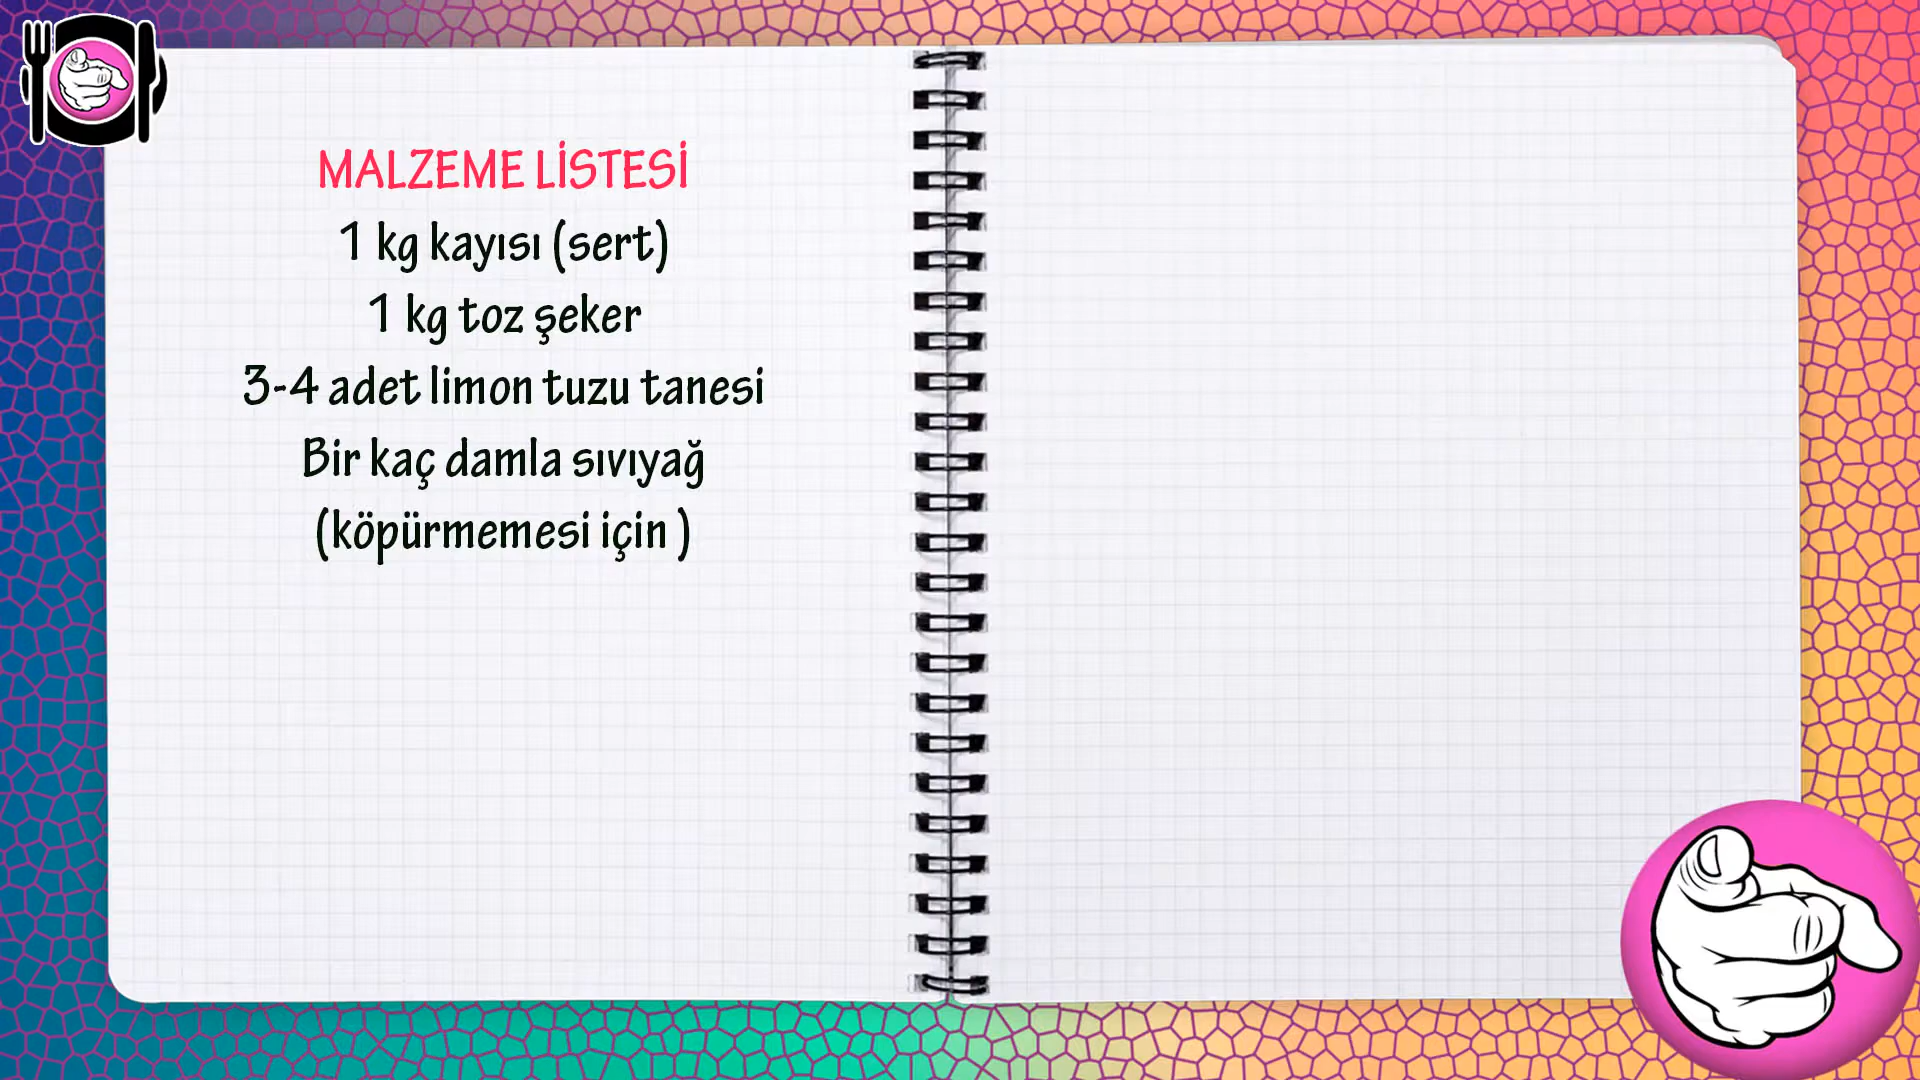 MALZEME LİSTESİ
1 kg kayısı (sert)
1 kg toz şeker
3-4 adet limon tuzu tanesi
Bir kaç damla sıvıyağ
(köpürmemesi için )